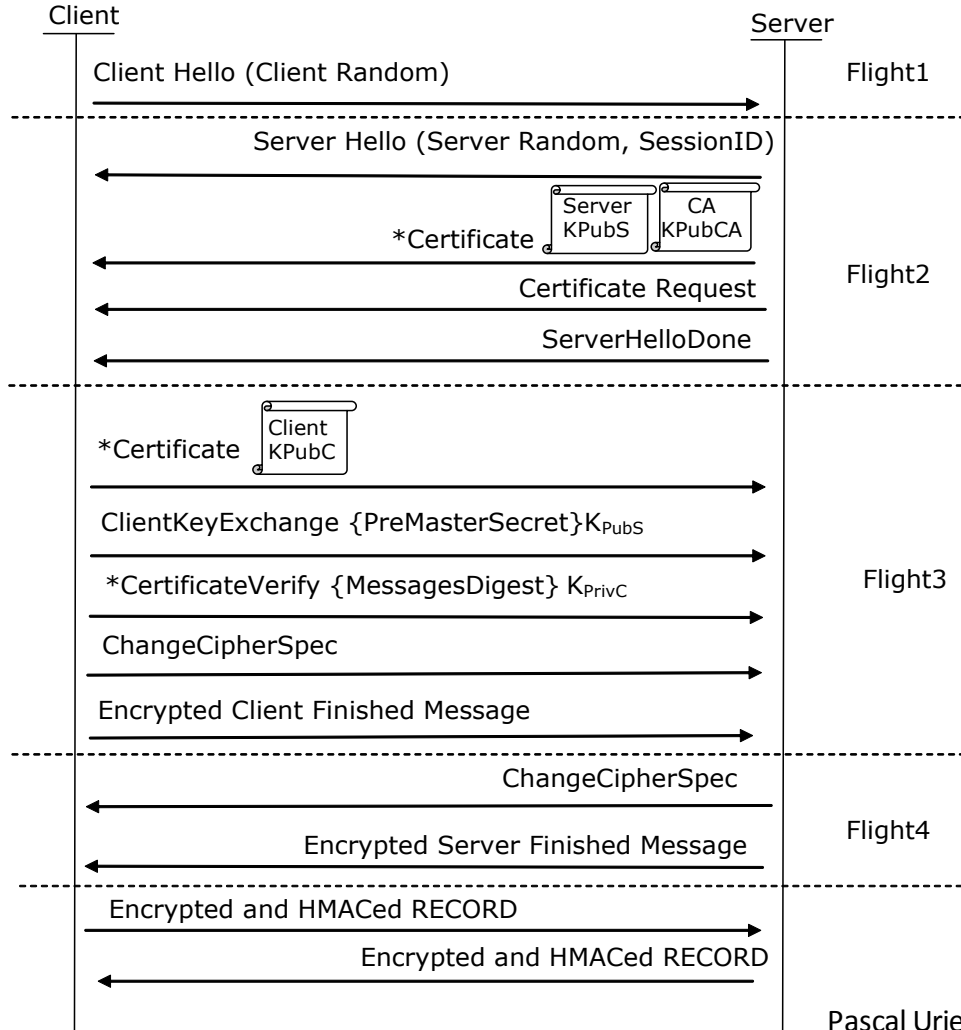 Client
Server
Client Hello (Client Random)
Flight1
Server Hello (Server Random, SessionID)
Server
KPubS
CA
KPubCA
*Certificate
Flight2
Certificate Request
ServerHelloDone
Client
KPubC
*Certificate
ClientKeyExchange {PreMasterSecret}KPubS
*CertificateVerify {MessagesDigest} KPrivC
Flight3
ChangeCipherSpec
Encrypted Client Finished Message
ChangeCipherSpec
Flight4
Encrypted Server Finished Message
Encrypted and HMACed RECORD
Encrypted and HMACed RECORD
Pascal Urie